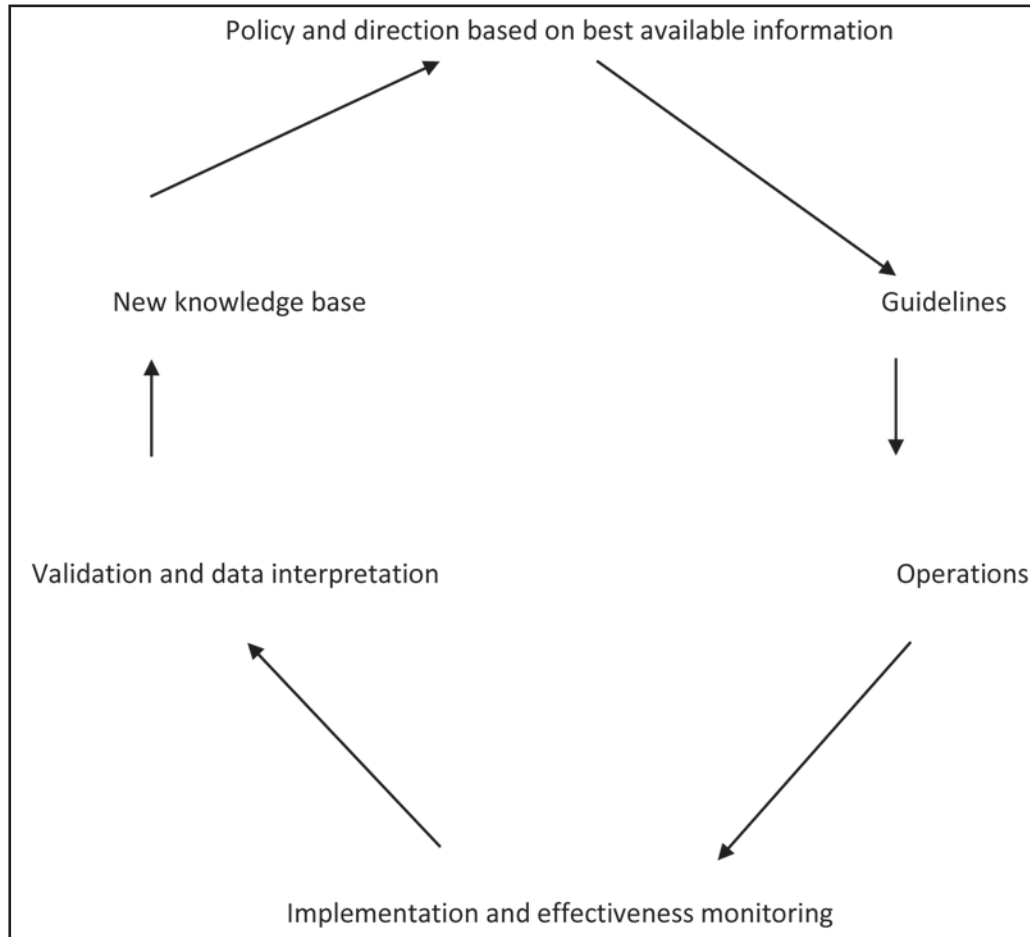 Policy and direction based on best available information
New knowledge base
Guidelines
Validation and data interpretation
Operations
Implementation and effectiveness monitoring